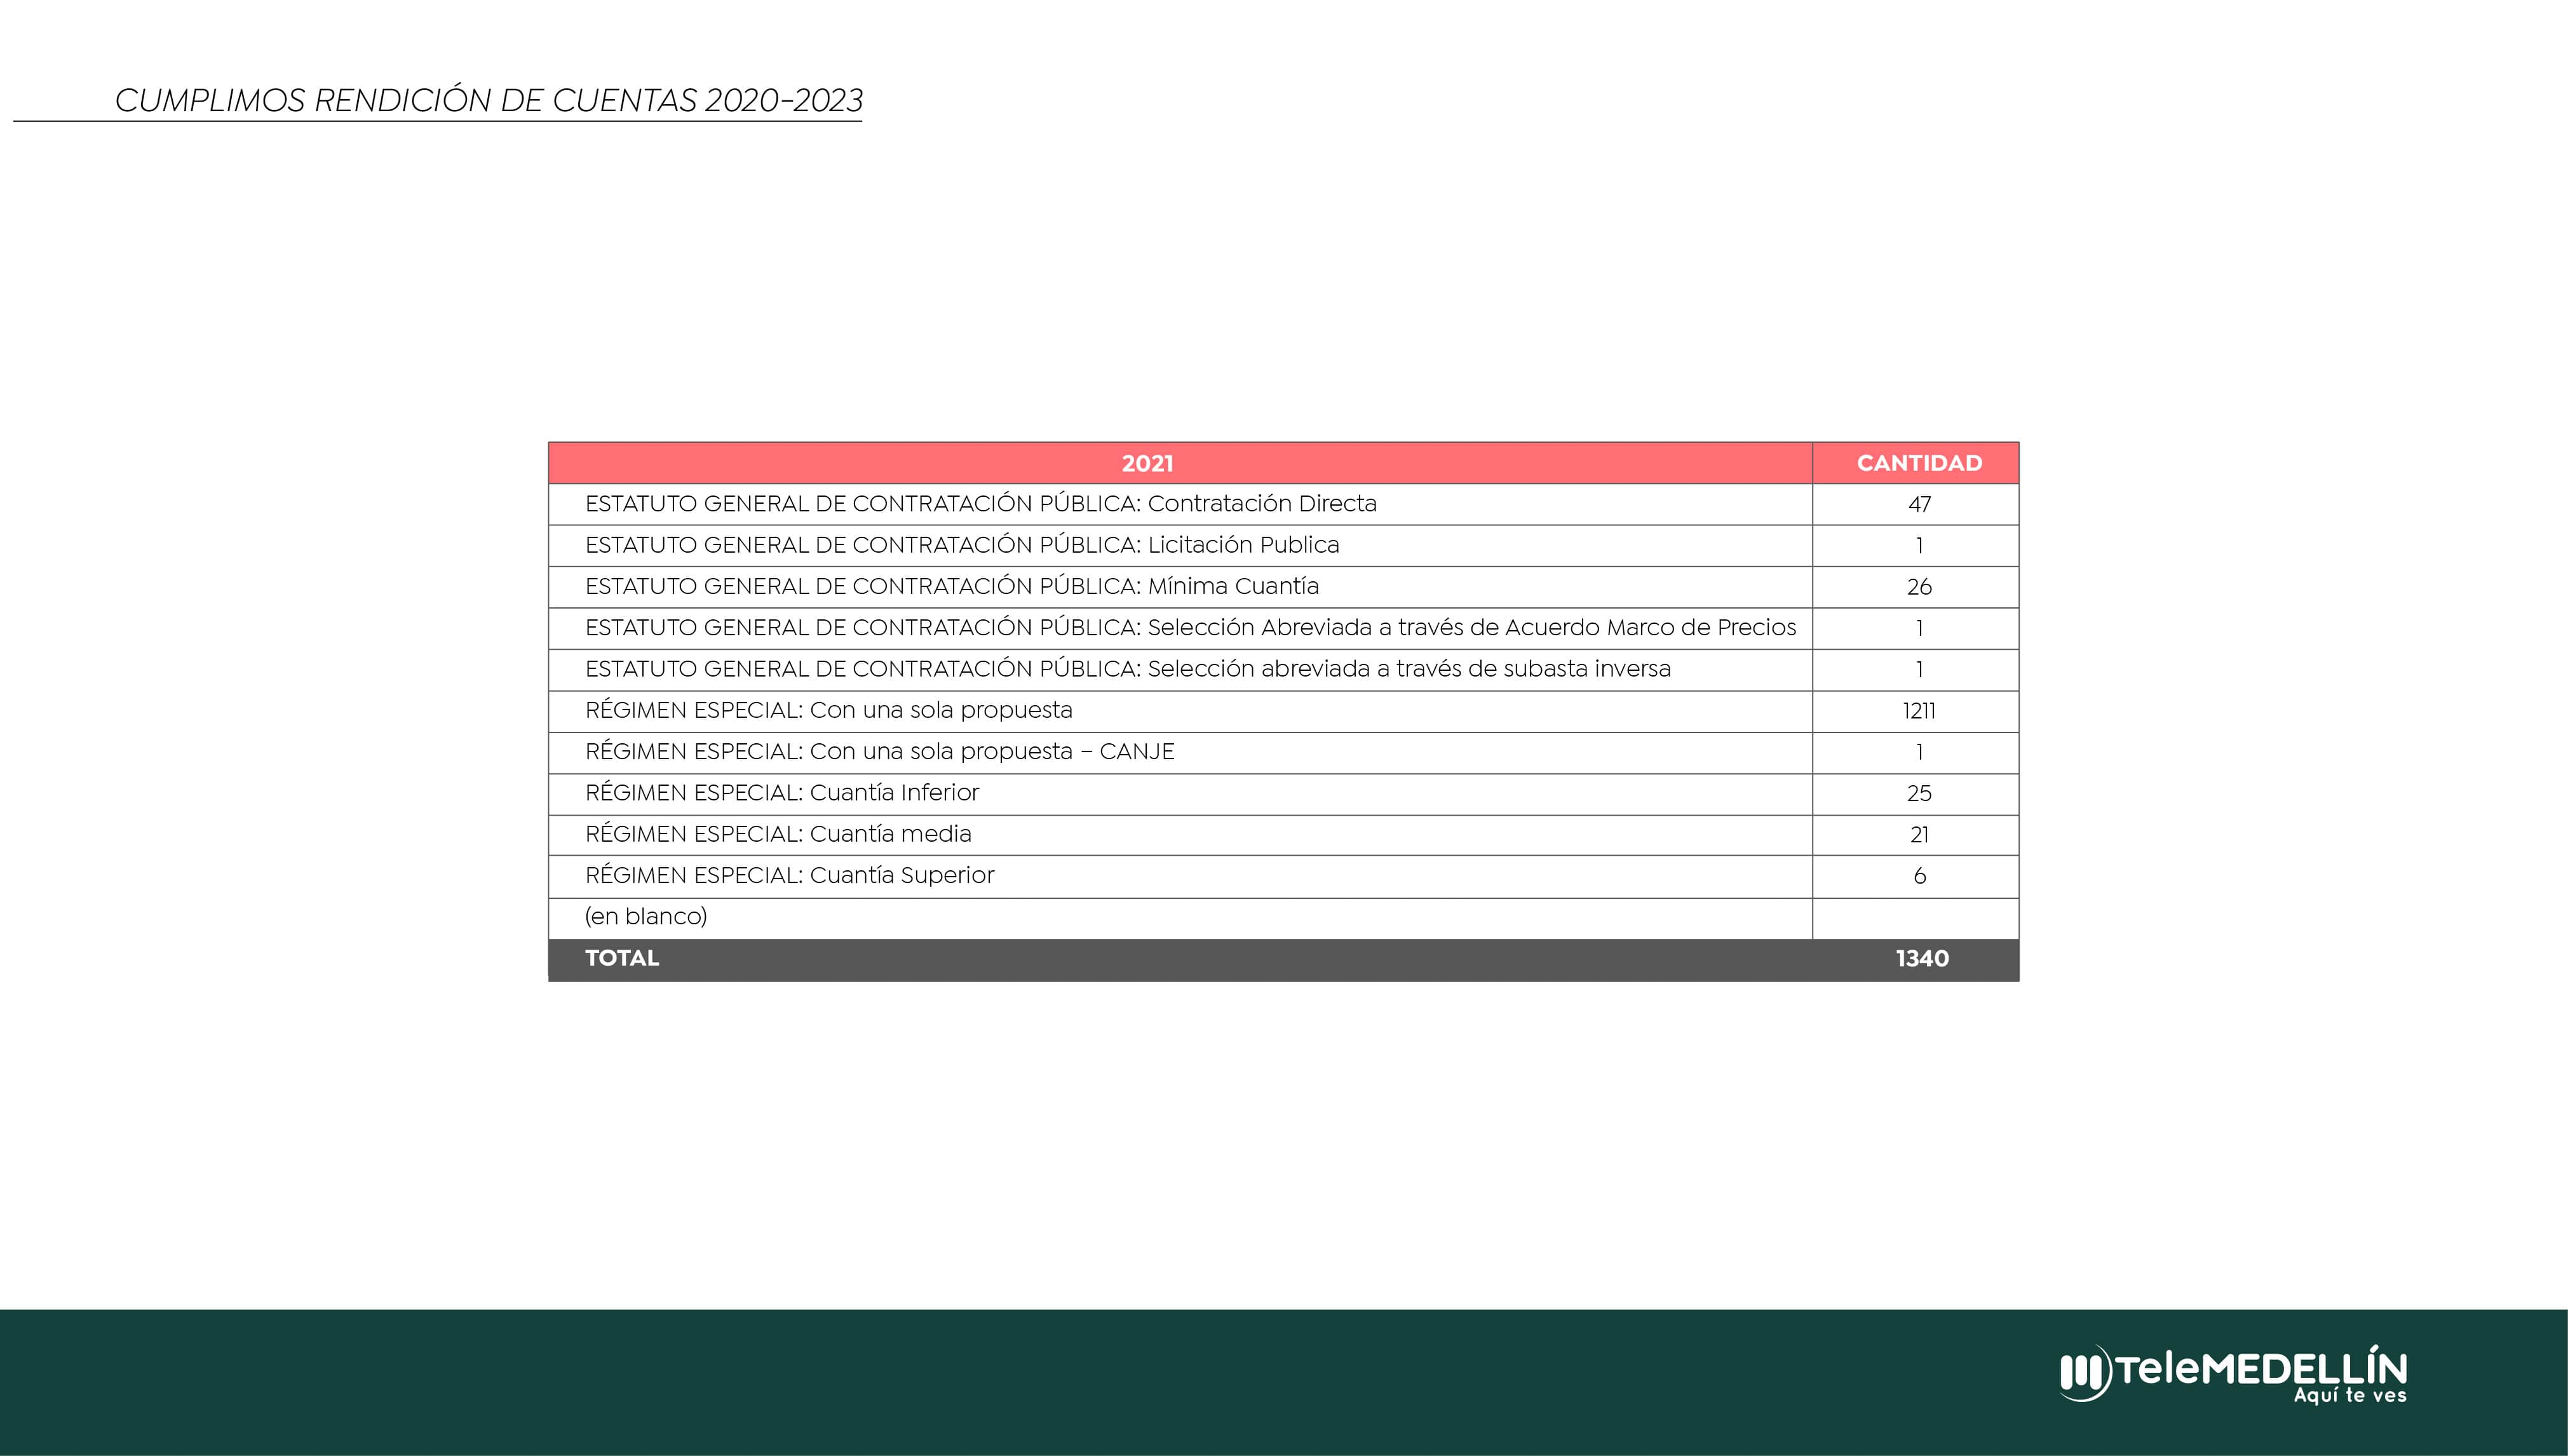 CUMPLIMOS RENDICIÓN DE CUENTAS 2020-2023
2021 CANTIDAD
ESTATUTO GENERAL DE CONTRATACIÓN PÚBLICA: Contratación Directa 47
ESTATUTO GENERAL DE CONTRATACIÓN PÚBLICA: Licitación Publica 1
ESTATUTO GENERAL DE CONTRATACIÓN PÚBLICA: Mínima Cuantía 26
ESTATUTO GENERAL DE CONTRATACIÓN PÚBLICA: Selección Abreviada a través de Acuerdo Marco de Precios 1
ESTATUTO GENERAL DE CONTRATACIÓN PÚBLICA: Selección abreviada a través de subasta inversa 1
RÉGIMEN ESPECIAL: Con una sola propuesta 1211
RÉGIMEN ESPECIAL: Con una sola propuesta – CANJE 1
RÉGIMEN ESPECIAL: Cuantía Inferior 25
RÉGIMEN ESPECIAL: Cuantía media 21
RÉGIMEN ESPECIAL: Cuantía Superior 6
(en blanco)
TOTAL 1340
TeleMEDELLÍN
Aquí te ves